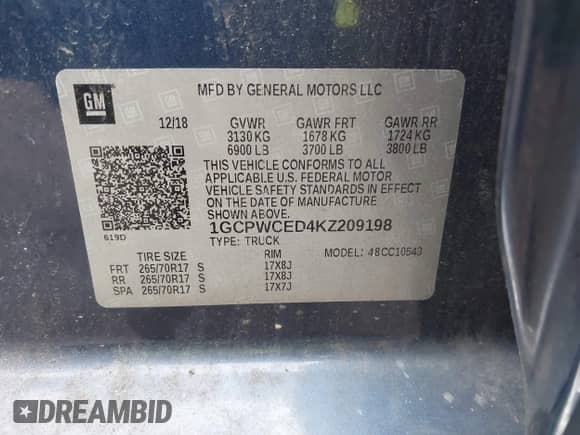 GM
MFD BY GENERAL MOTORS LLC
12/18 GVWR GAWR FRT GAWR RR
3130 KG 1678 KG 1724 KG
6900 LB 3700 LB 3800 LB
THIS VEHICLE CONFORMS TO ALL
APPLICABLE U.S. FEDERAL MOTOR
VEHICLE SAFETY STANDARDS IN EFFECT
ON THE DATE OF MANUFACTURE
SHOWN ABOVE.
1GCPWCED4KZ209198
619D
TYPE: TRUCK MODEL: 48CC10543
TIRE SIZE RIM
FRT 265/70R17 S 17X8J
RR 265/70R17 S 17X8J
SPA 265/70R17 S 17X7J
DREAMBID